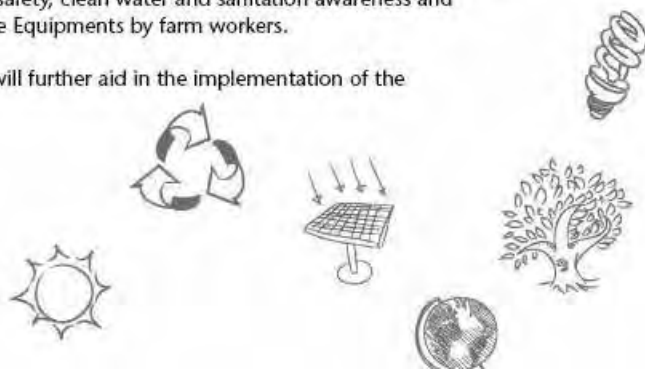 safety, clean water and sanitation awareness and
e Equipments by farm workers.
will further aid in the implementation of the